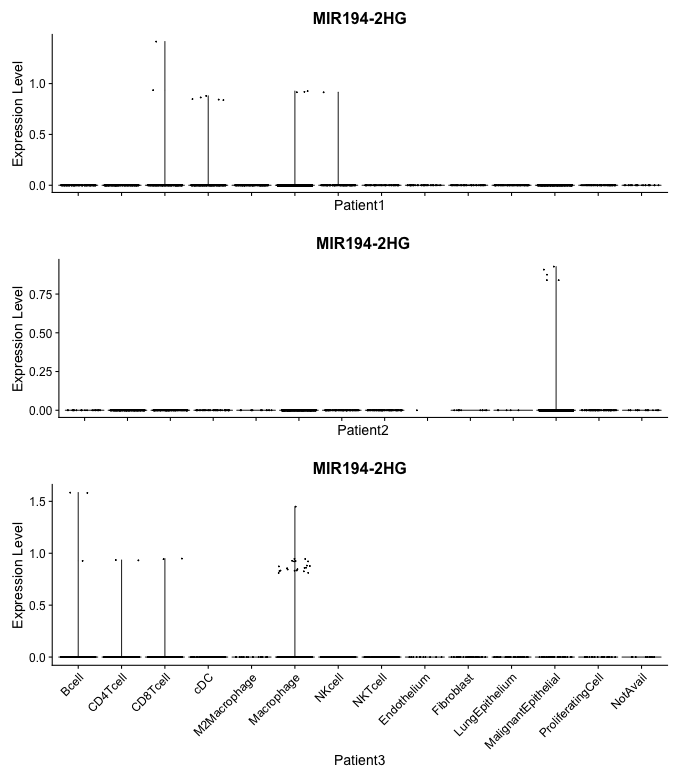 MIR194-2HG
Expression Level
1.0
0.5
0.0
Patient1
MIR194-2HG
Expression Level
0.75
0.50
0.25
0.00
Patient2
MIR194-2HG
Expression Level
1.5
1.0
0.5
0.0
Bcell
CD4Tcell
CD8Tcell
cDC
M2Macrophage
Macrophage
NKcell
NKTcell
Endothelium
Fibroblast
LungEpithelium
MalignantEpithelial
ProliferatingCell
NotAvail
Patient3